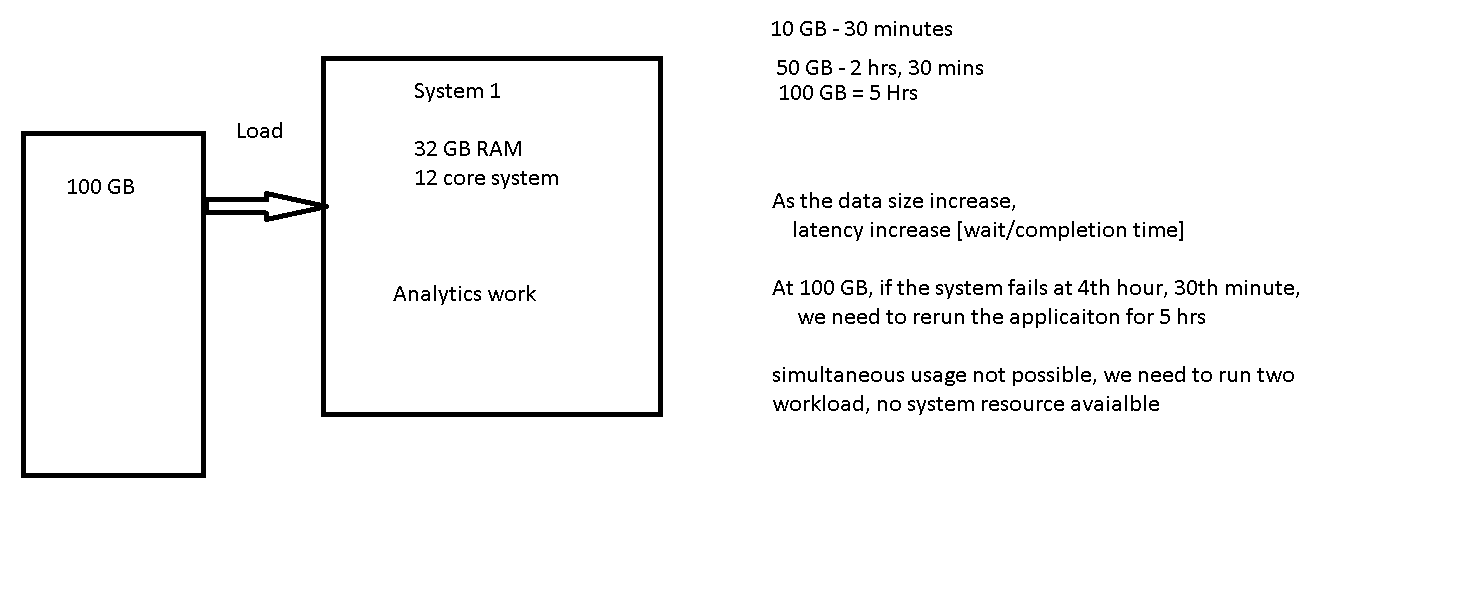 100 GB
Load
System 1
32 GB RAM
12 core system
Analytics work
10 GB - 30 minutes
50 GB - 2 hrs, 30 mins
100 GB = 5 Hrs
As the data size increase,
latency increase [wait/completion time]
At 100 GB, if the system fails at 4th hour, 30th minute,
we need to rerun the applicaiton for 5 hrs
simultaneous usage not possible, we need to run two
workload, no system resource avaialble